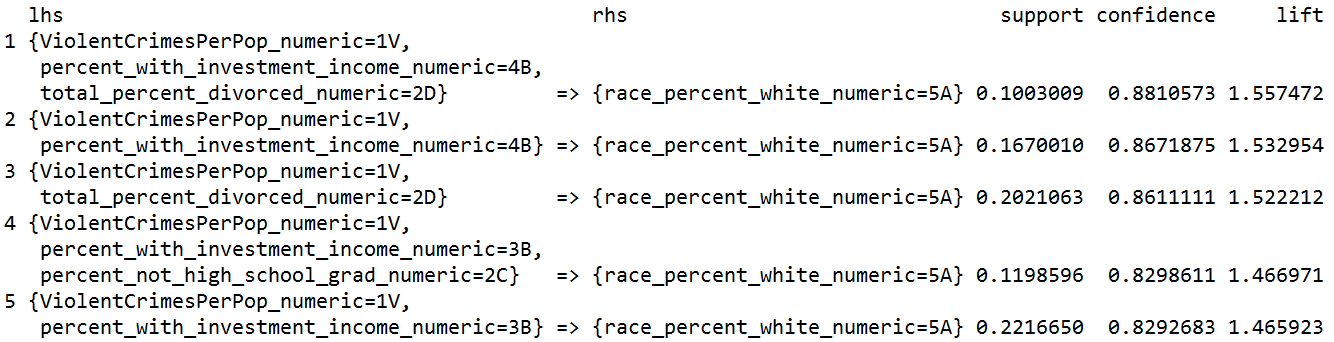 lhs                                            rhs                               support confidence     lift
1 {ViolentCrimesPerPop_numeric=1V,
   percent_with_investment_income_numeric=4B,
   total_percent_divorced_numeric=2D}         => {race_percent_white_numeric=5A} 0.1003009  0.8810573 1.557472
2 {ViolentCrimesPerPop_numeric=1V,
   percent_with_investment_income_numeric=4B} => {race_percent_white_numeric=5A} 0.1670010  0.8671875 1.532954
3 {ViolentCrimesPerPop_numeric=1V,
   total_percent_divorced_numeric=2D}         => {race_percent_white_numeric=5A} 0.2021063  0.8611111 1.522212
4 {ViolentCrimesPerPop_numeric=1V,
   percent_with_investment_income_numeric=3B,
   percent_not_high_school_grad_numeric=2C}   => {race_percent_white_numeric=5A} 0.1198596  0.8298611 1.466971
5 {ViolentCrimesPerPop_numeric=1V,
   percent_with_investment_income_numeric=3B} => {race_percent_white_numeric=5A} 0.2216650  0.8292683 1.465923